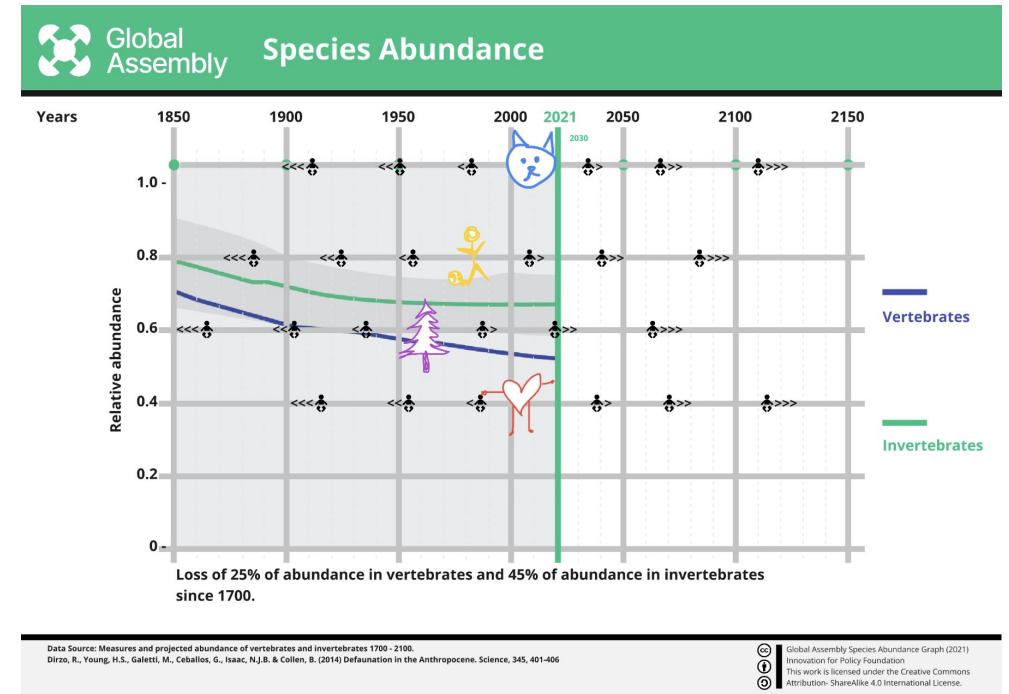 Global
Assembly
Species Abundance
Years
1850
1900
1950
2000
2021
2050
2100
2150
2030
1.0 -
0.8
0.6
0.4
0.2
0 -
Relative abundance
<<<
<<
<
>
>>
>>>
<<<
<<
<
>
>>
>>>
<<<
<<
<
>
>>
>>>
<<<
<<
<
>
>>
>>>
Vertebrates
Invertebrates
Loss of 25% of abundance in vertebrates and 45% of abundance in invertebrates
since 1700.
Data Source: Measures and projected abundance of vertebrates and invertebrates 1700 - 2100.
Dirzo, R., Young, H.S., Galetti, M., Ceballos, G., Isaac, N.J.B. & Collen, B. (2014) Defaunation in the Anthropocene. Science, 345, 401-406
cc
Global Assembly Species Abundance Graph (2021)
Innovation for Policy Foundation
This work is licensed under the Creative Commons
Attribution- ShareAlike 4.0 International License.